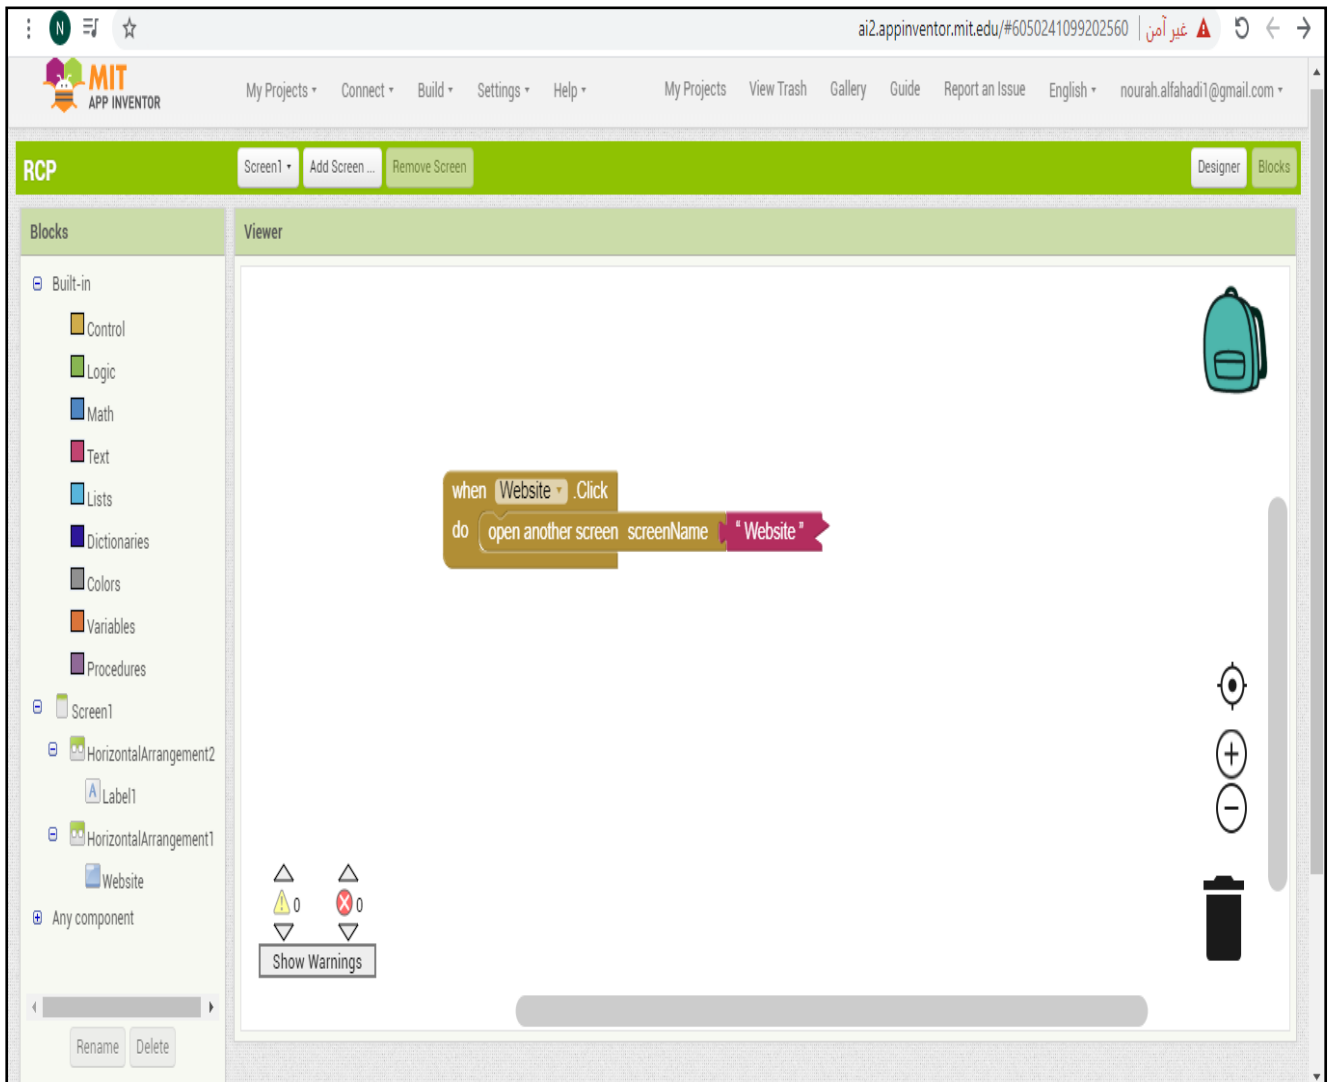 N
ai2.appinventor.mit.edu/#6050241099202560 | غير آمن
MIT
APP INVENTOR
My Projects Connect Build Settings Help My Projects View Trash Gallery Guide Report an Issue English nourah.alfahadi1@gmail.com
RCP Screen1 Add Screen ... Remove Screen Designer Blocks
Blocks
Viewer
Built-in
Control
Logic
Math
Text
Lists
Dictionaries
Colors
Variables
Procedures
Screen1
HorizontalArrangement2
Label1
HorizontalArrangement1
Website
Any component
Rename Delete
when Website .Click
do open another screen screenName " Website "
0 0
Show Warnings